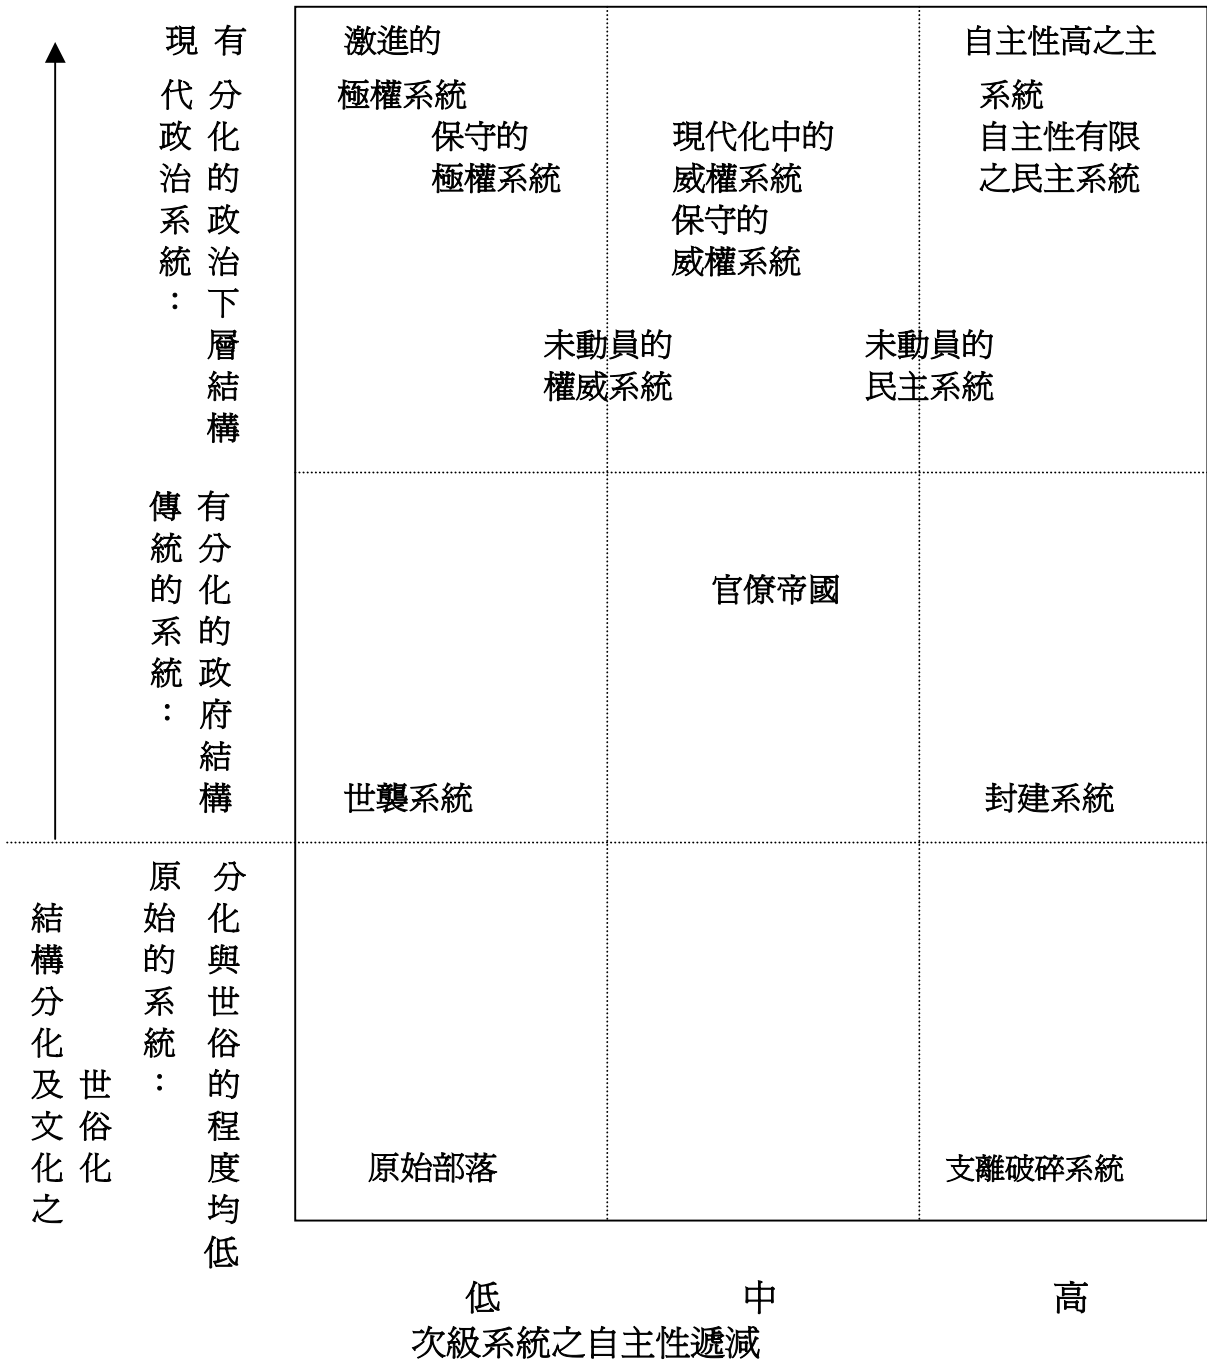 現代政治系統：
有分化的政治下層結構
激進的
極權系統
保守的
極權系統
現代化中的
威權系統
保守的
威權系統
自主性高之主
系統
自主性有限
之民主系統
未動員的
權威系統
未動員的
民主系統
傳統的系統：
有分化的政府結構
官僚帝國
世襲系統
封建系統
結構分化及文化之
世俗化
原始的系統：
分化與世俗的程度均低
原始部落
支離破碎系統
低
中
高
次級系統之自主性遞減